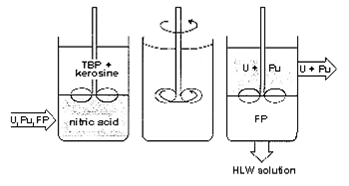 TBP +
kerosine
nitric acid
U, Pu, FP
U + Pu
FP
U + Pu
HLW solution